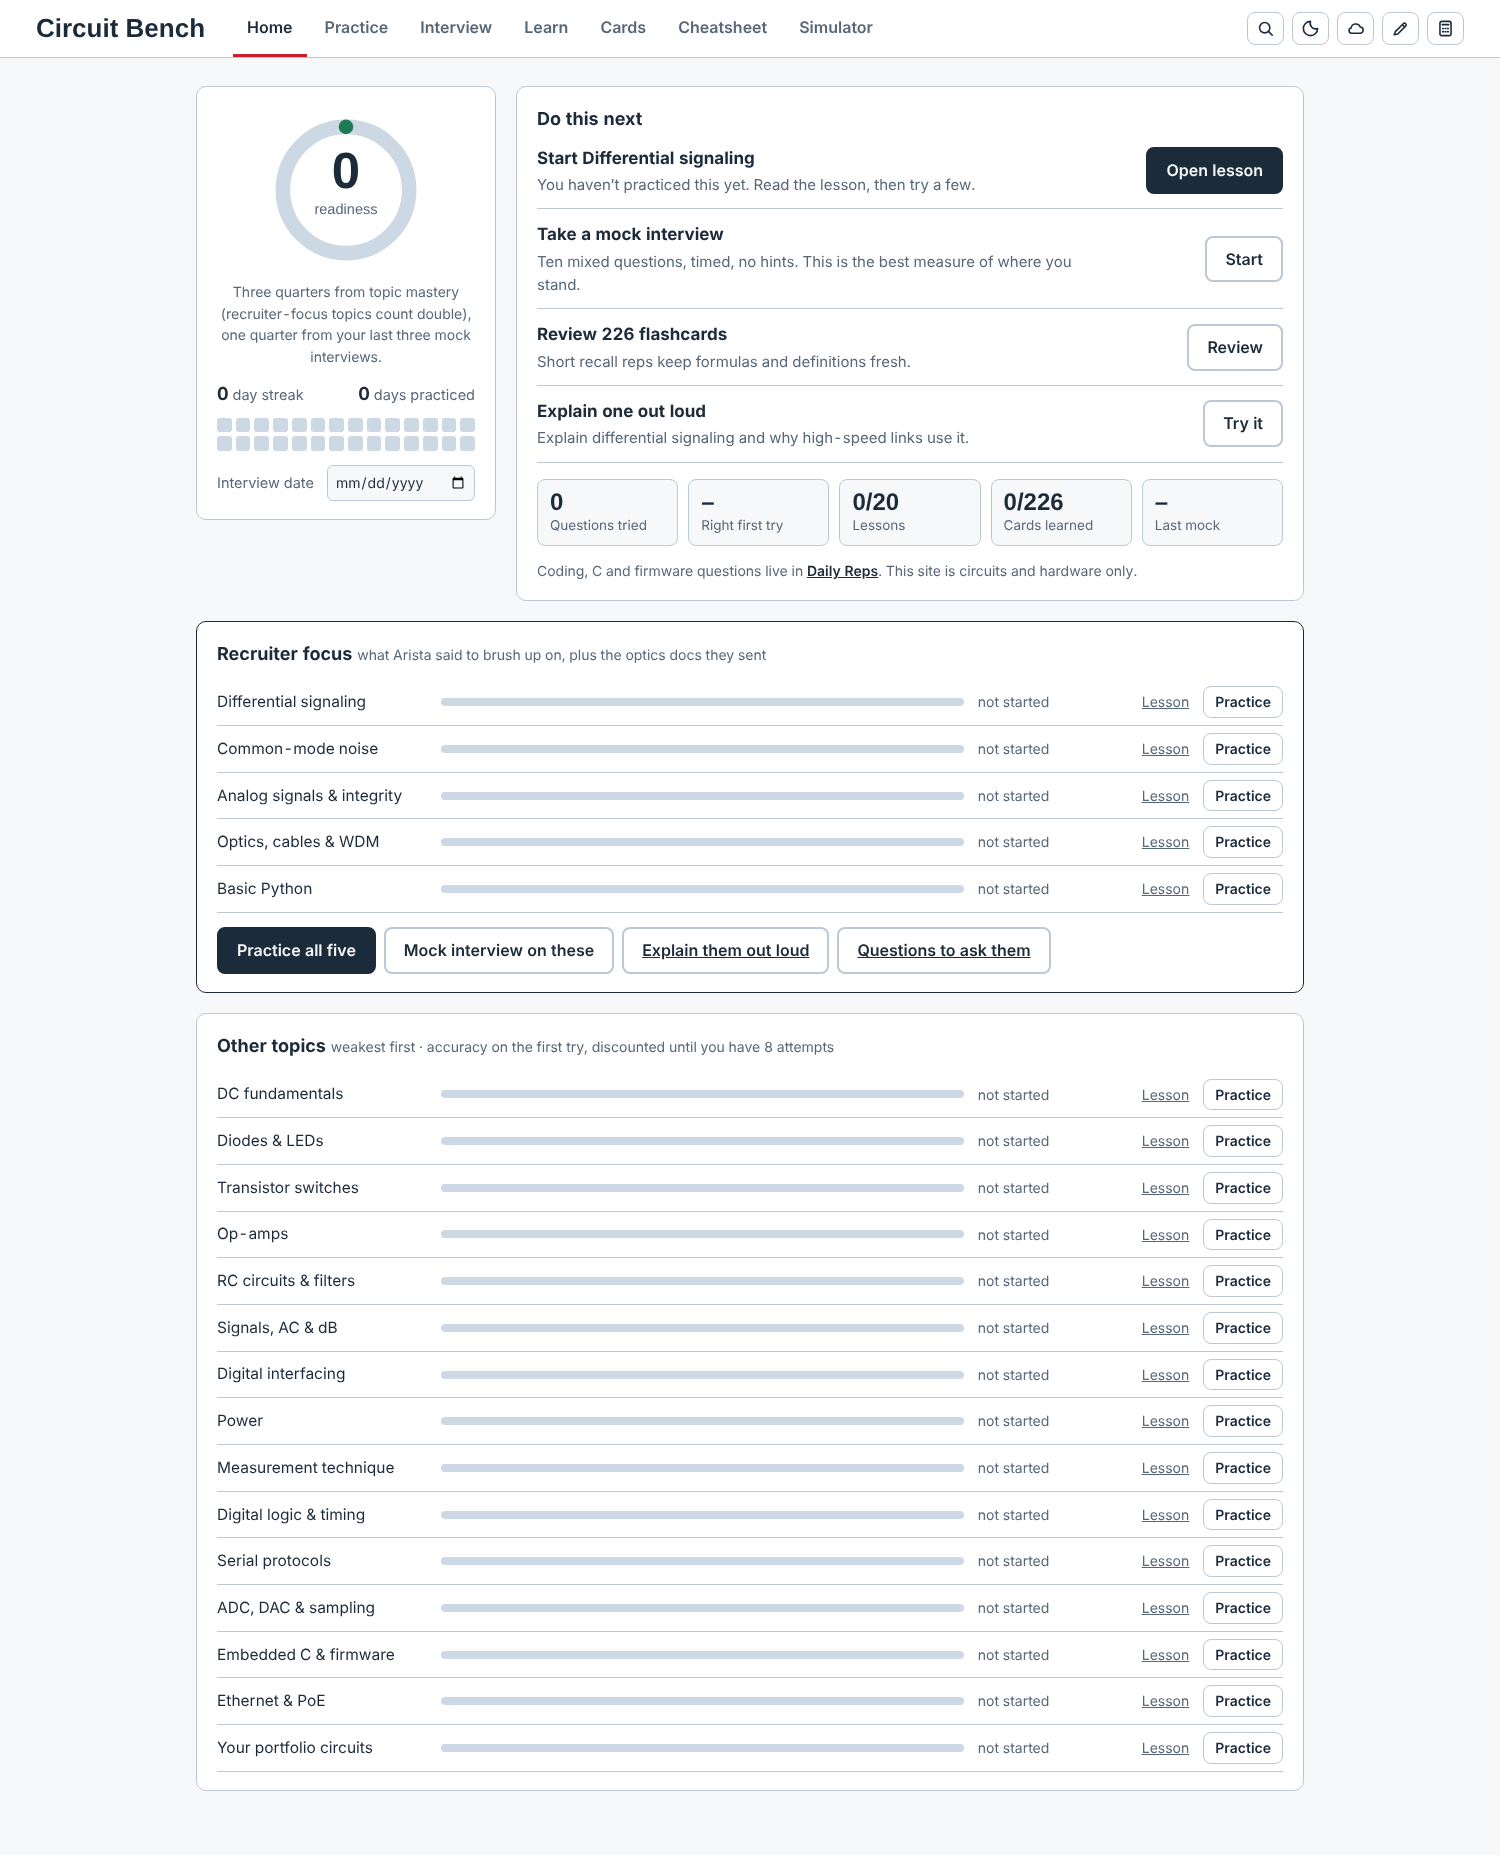 Circuit Bench
Home
Practice
Interview
Learn
Cards
Cheatsheet
Simulator
0
readiness
Three quarters from topic mastery
(recruiter-focus topics count double),
one quarter from your last three mock
interviews.
0 day streak
0 days practiced
Interview date
mm/dd/yyyy
Do this next
Start Differential signaling
You haven't practiced this yet. Read the lesson, then try a few.
Open lesson
Take a mock interview
Ten mixed questions, timed, no hints. This is the best measure of where you
stand.
Start
Review 226 flashcards
Short recall reps keep formulas and definitions fresh.
Review
Explain one out loud
Explain differential signaling and why high-speed links use it.
Try it
0
Questions tried
–
Right first try
0/20
Lessons
0/226
Cards learned
–
Last mock
Coding, C and firmware questions live in Daily Reps. This site is circuits and hardware only.
Recruiter focus what Arista said to brush up on, plus the optics docs they sent
Differential signaling not started Lesson Practice
Common-mode noise not started Lesson Practice
Analog signals & integrity not started Lesson Practice
Optics, cables & WDM not started Lesson Practice
Basic Python not started Lesson Practice
Practice all five
Mock interview on these
Explain them out loud
Questions to ask them
Other topics weakest first · accuracy on the first try, discounted until you have 8 attempts
DC fundamentals not started Lesson Practice
Diodes & LEDs not started Lesson Practice
Transistor switches not started Lesson Practice
Op-amps not started Lesson Practice
RC circuits & filters not started Lesson Practice
Signals, AC & dB not started Lesson Practice
Digital interfacing not started Lesson Practice
Power not started Lesson Practice
Measurement technique not started Lesson Practice
Digital logic & timing not started Lesson Practice
Serial protocols not started Lesson Practice
ADC, DAC & sampling not started Lesson Practice
Embedded C & firmware not started Lesson Practice
Ethernet & PoE not started Lesson Practice
Your portfolio circuits not started Lesson Practice